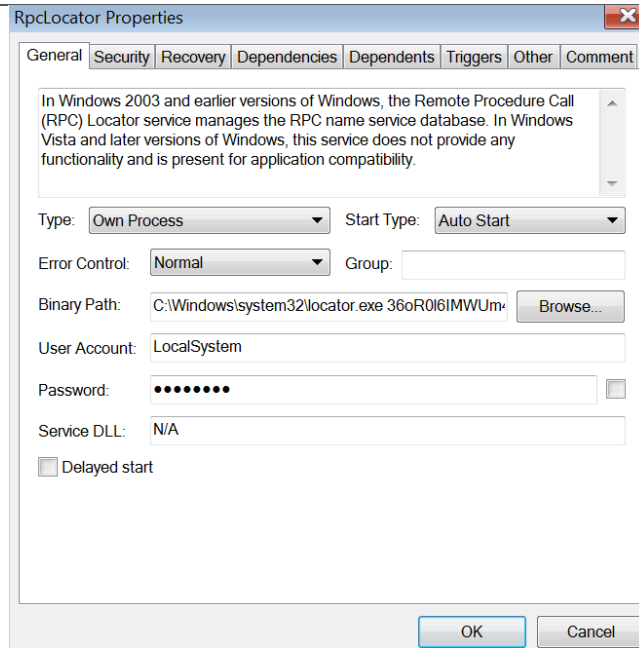 RpcLocator Properties
General Security Recovery Dependencies Dependents Triggers Other Comment
In Windows 2003 and earlier versions of Windows, the Remote Procedure Call
(RPC) Locator service manages the RPC name service database. In Windows
Vista and later versions of Windows, this service does not provide any
functionality and is present for application compatibility.
Type: Own Process Start Type: Auto Start
Error Control: Normal Group:
Binary Path: C:\Windows\system32\locator.exe Browse...
User Account: LocalSystem
Password: ●●●●●●●●
Service DLL: N/A
Delayed start
OK Cancel